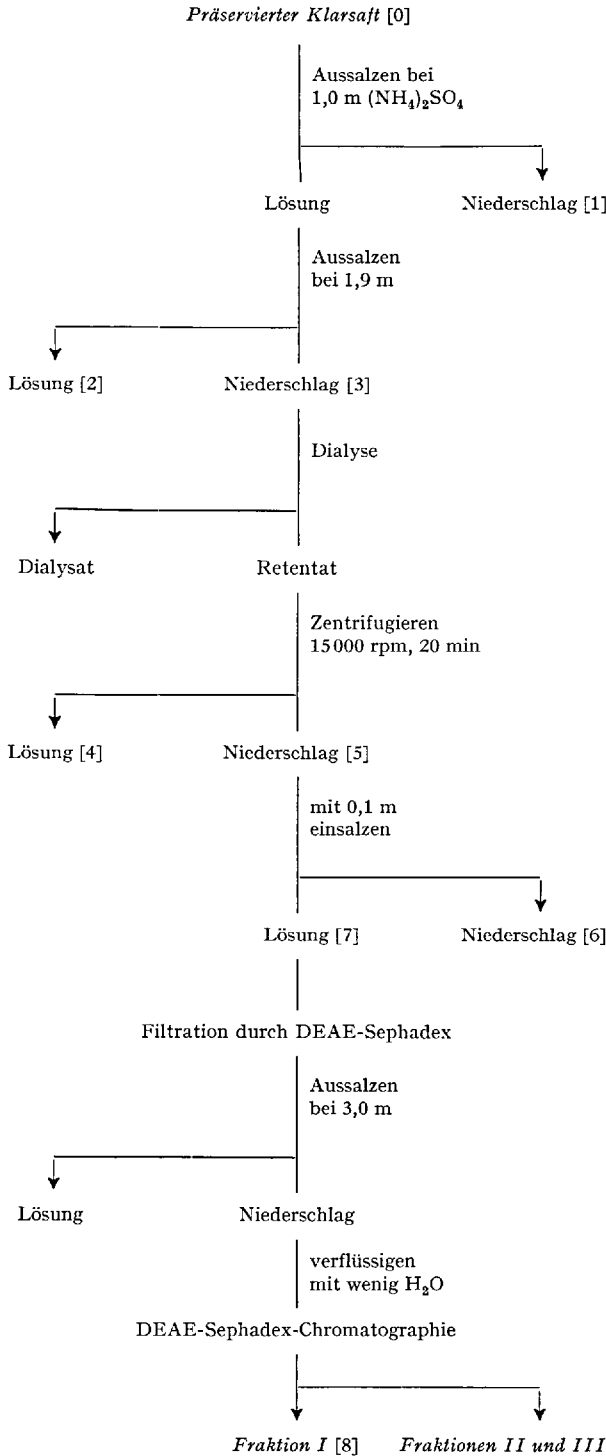 Präservierter Klarsaft [0]
Aussalzen bei
1,0 m (NH₄)₂SO₄
Lösung
Niederschlag [1]
Aussalzen
bei 1,9 m
Lösung [2]
Niederschlag [3]
Dialyse
Dialysat
Retentat
Zentrifugieren
15000 rpm, 20 min
Lösung [4]
Niederschlag [5]
mit 0,1 m
einsalzen
Lösung [7]
Niederschlag [6]
Filtration durch DEAE-Sephadex
Aussalzen
bei 3,0 m
Lösung
Niederschlag
verflüssigen
mit wenig H₂O
DEAE-Sephadex-Chromatographie
Fraktion I [8]
Fraktionen II und III